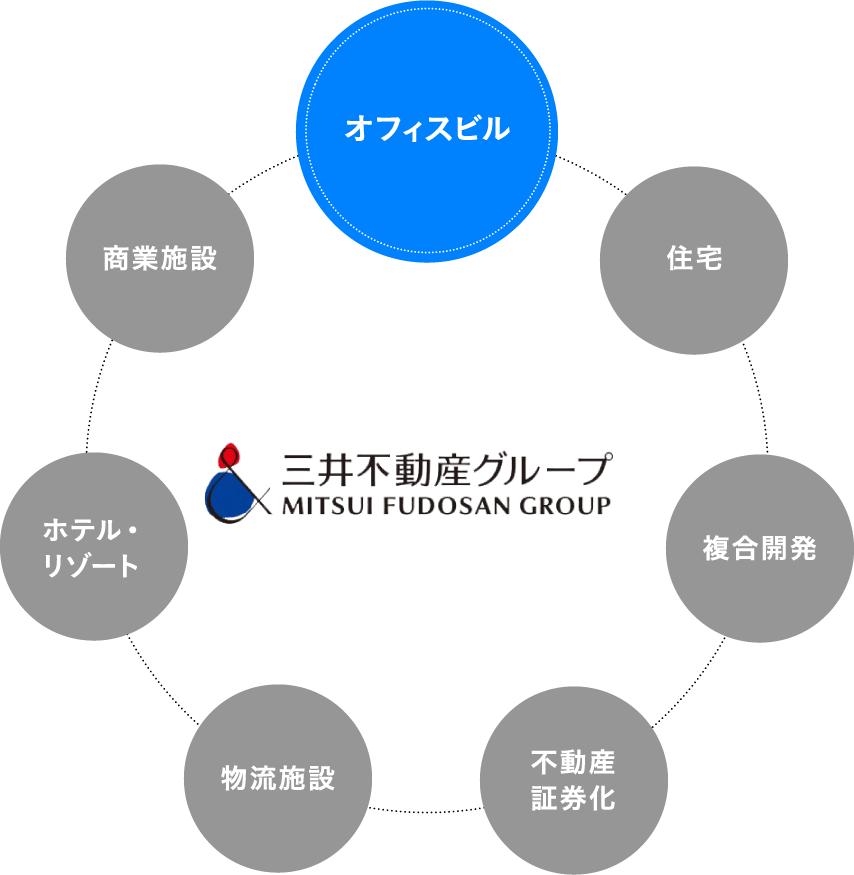 オフィスビル
商業施設
住宅
三井不動産グループ
MITSUI FUDOSAN GROUP
ホテル・
リゾート
複合開発
物流施設
不動産
証券化